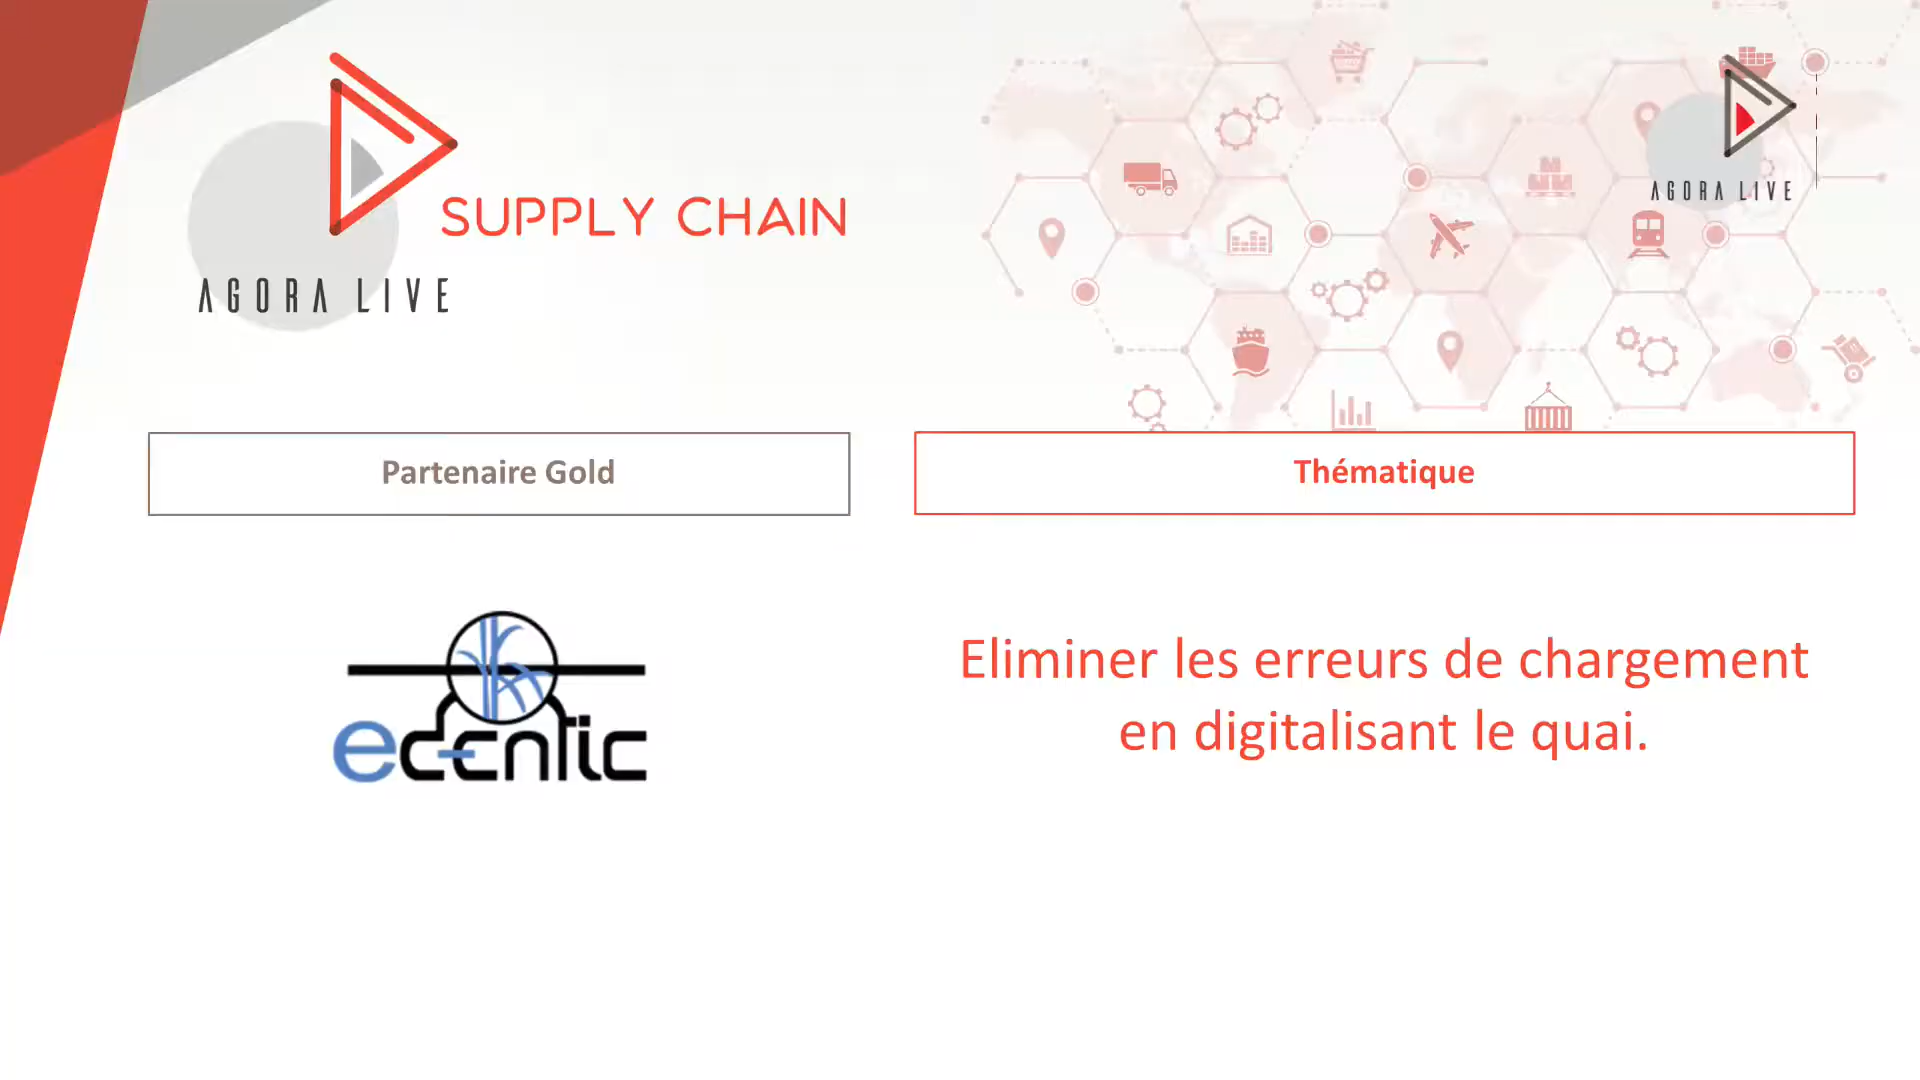 SUPPLY CHAIN
AGORA LIVE
AGORA LIVE
Partenaire Gold
Thématique
Eliminer les erreurs de chargement
en digitalisant le quai.